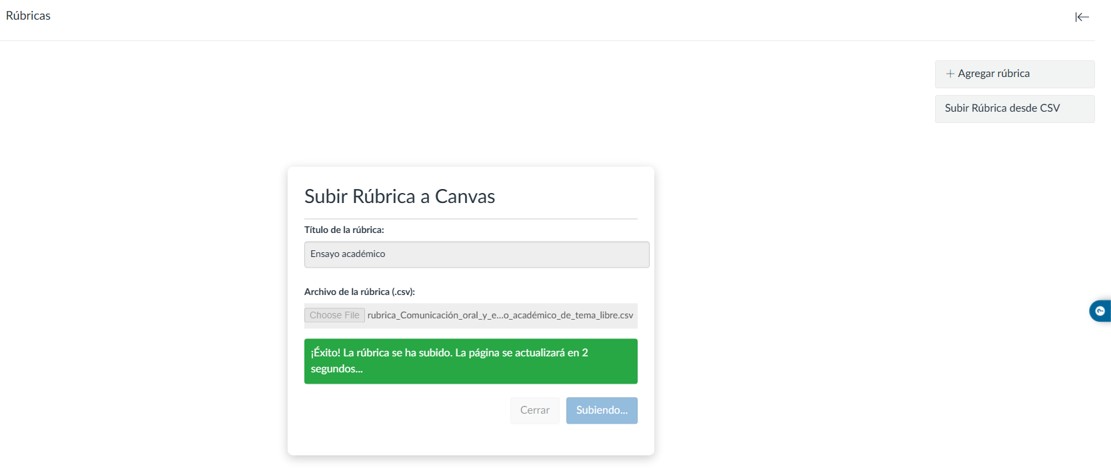 Rúbricas
+ Agregar rúbrica
Subir Rúbrica desde CSV
Subir Rúbrica a Canvas
Título de la rúbrica:
Ensayo académico
Archivo de la rúbrica (.csv):
Choose File rubrica_Comunicación_oral_y_e...o_académico_de_tema_libre.csv
¡Éxito! La rúbrica se ha subido. La página se actualizará en 2
segundos...
Cerrar Subiendo...